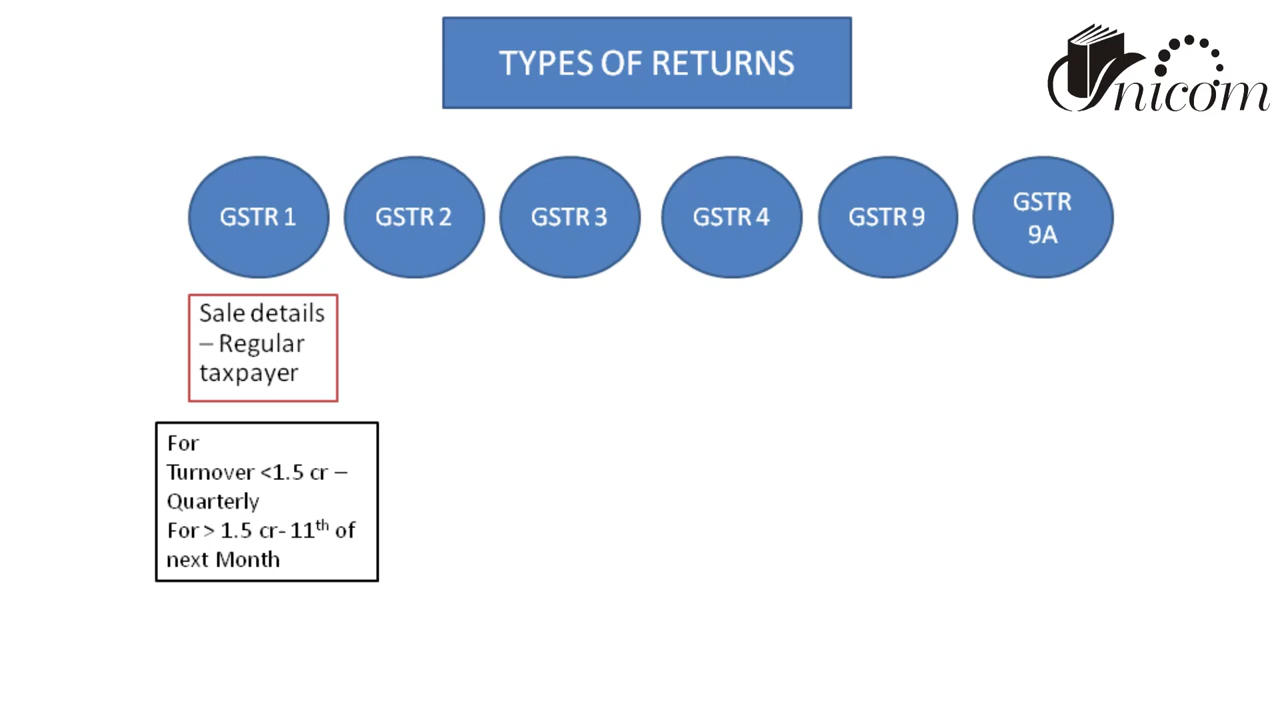 TYPES OF RETURNS
Unicom
GSTR 1
GSTR 2
GSTR 3
GSTR 4
GSTR 9
GSTR
9A
Sale details
– Regular
taxpayer
For
Turnover <1.5 cr –
Quarterly
For > 1.5 cr- 11th of
next Month